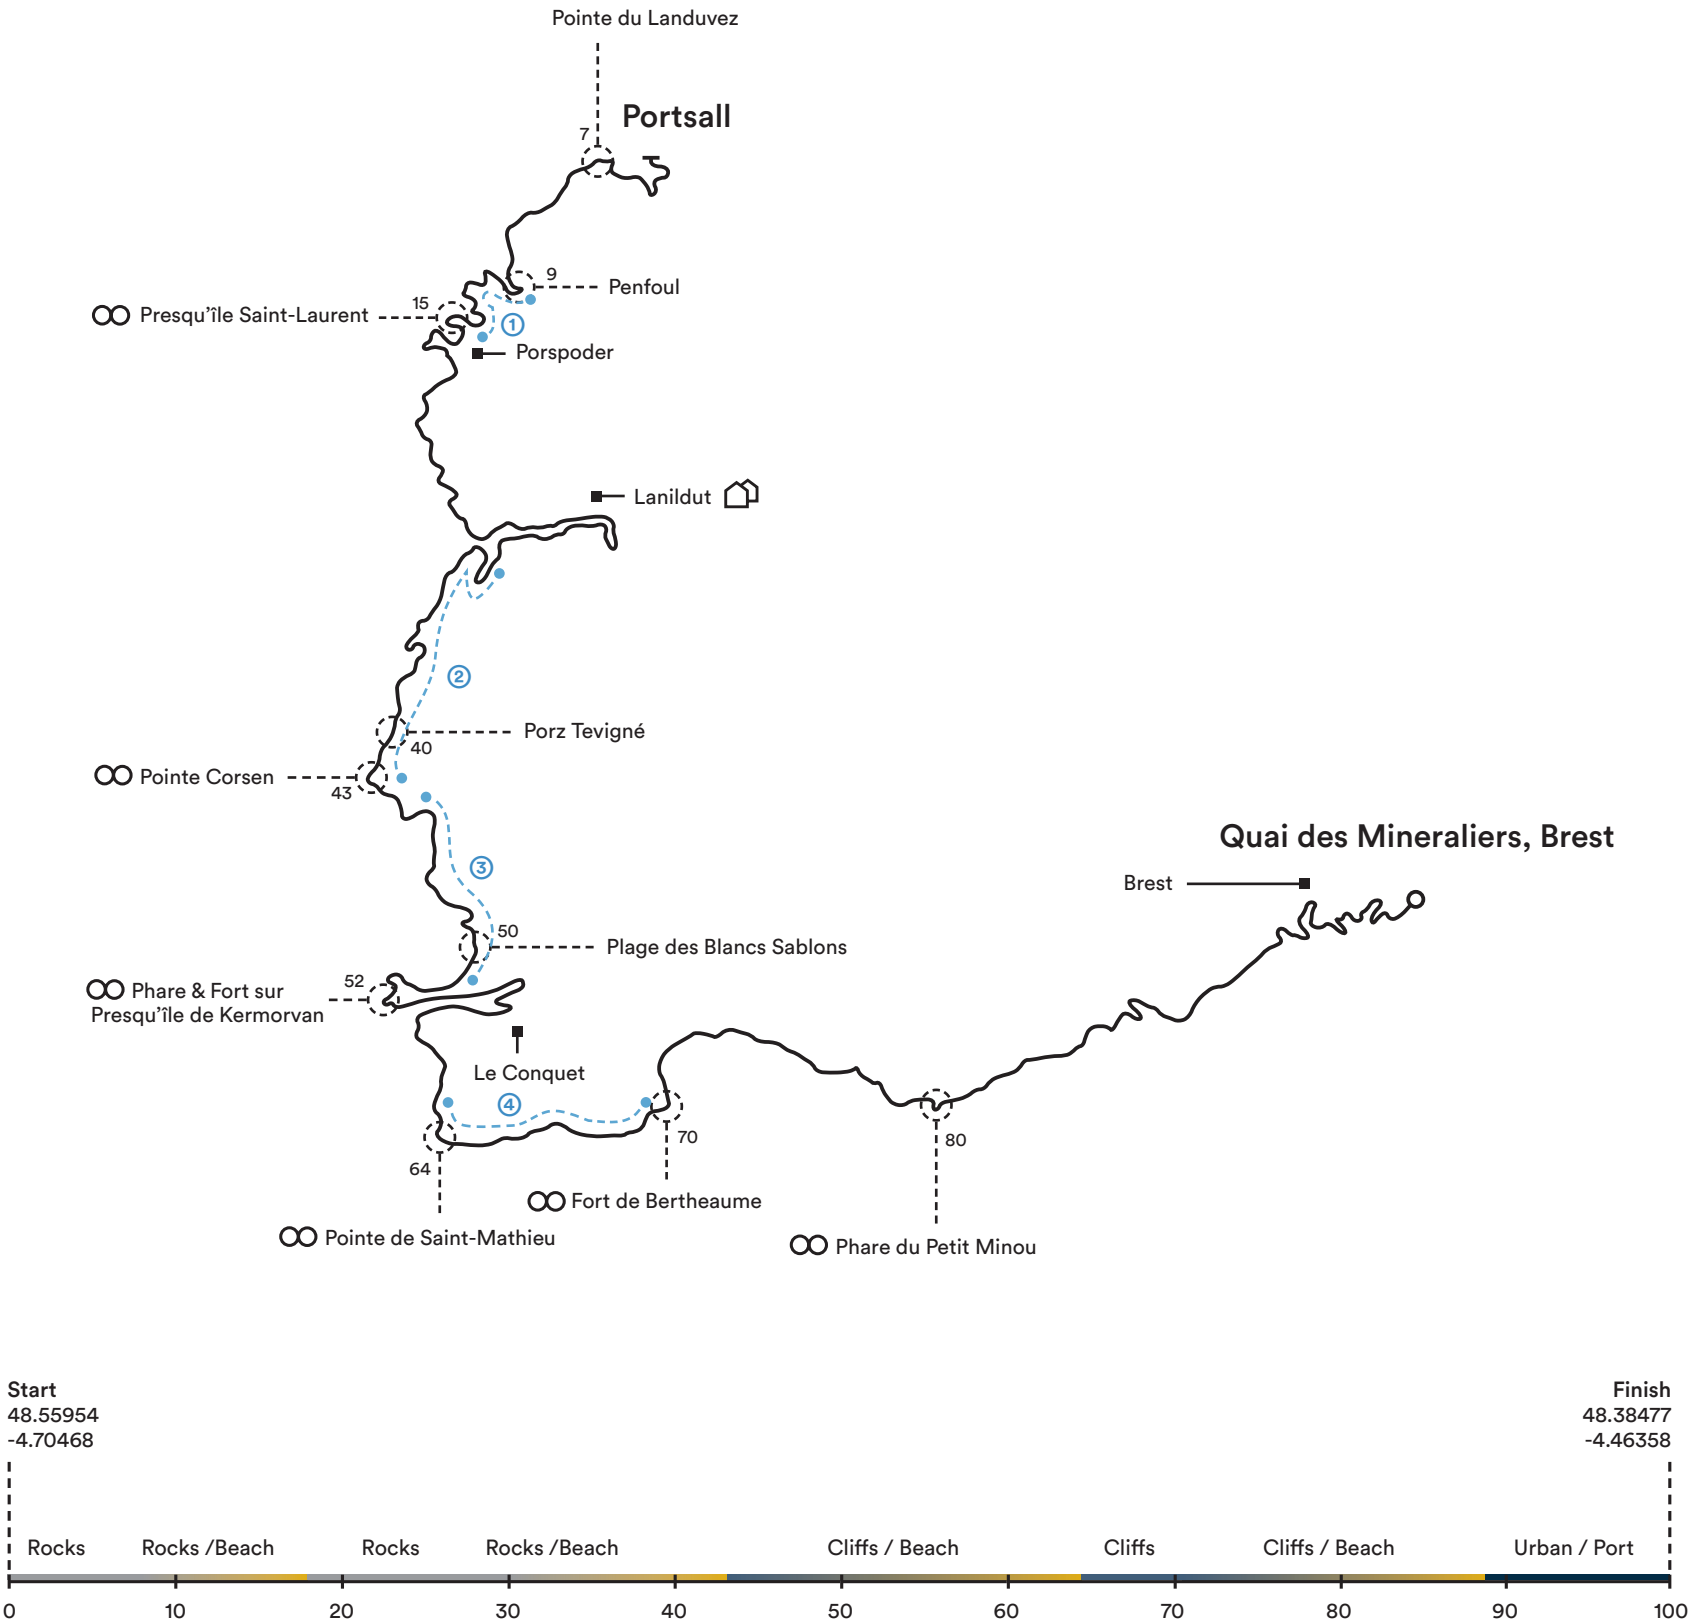 Pointe du Landuvez
Portsall
7
9
Penfoul
15
Presqu'île Saint-Laurent
1
Porspoder
Lanildut
2
Porz Tevigné
40
Pointe Corsen
43
3
Quai des Mineraliers, Brest
Brest
50
Plage des Blancs Sablons
52
Phare & Fort sur
Presqu'île de Kermorvan
Le Conquet
4
70
80
64
Fort de Bertheaume
Pointe de Saint-Mathieu
Phare du Petit Minou
Start
48.55954
-4.70468
Finish
48.38477
-4.46358
Rocks
Rocks /Beach
Rocks
Rocks /Beach
Cliffs / Beach
Cliffs
Cliffs / Beach
Urban / Port
0 10 20 30 40 50 60 70 80 90 100